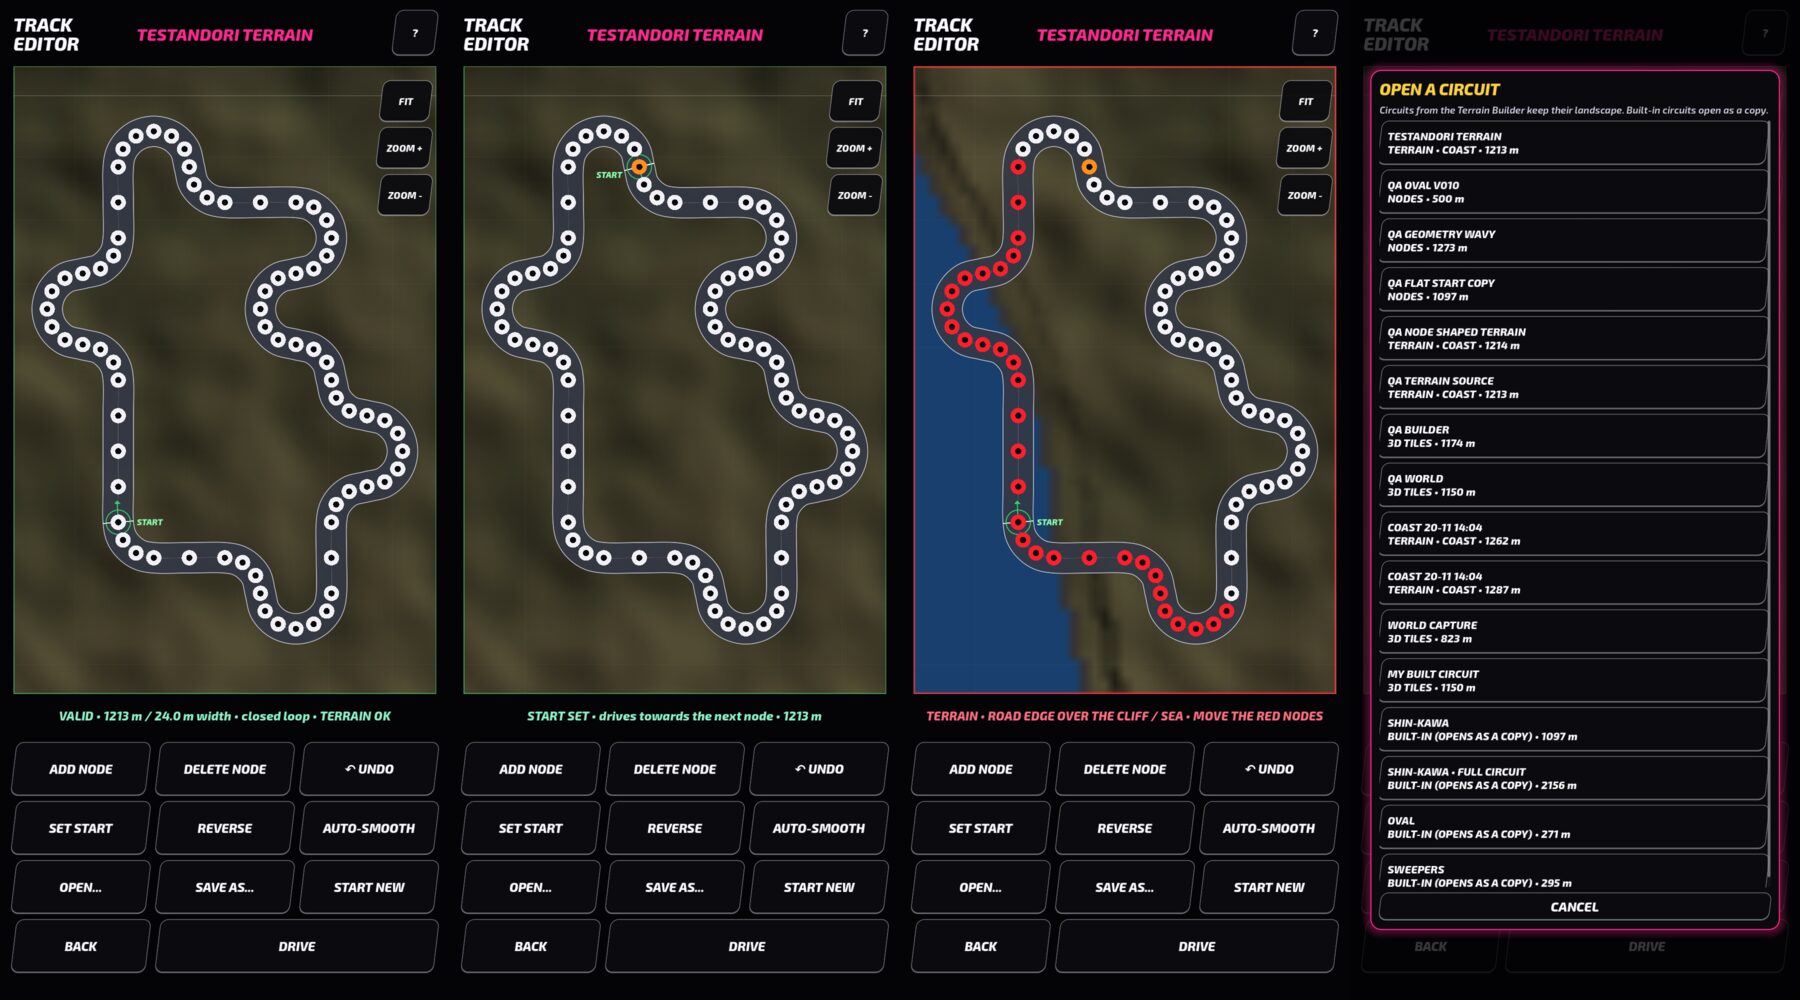 TRACK
EDITOR
TESTANDORI TERRAIN
?
FIT
ZOOM +
ZOOM -
START
VALID • 1213 m / 24.0 m width • closed loop • TERRAIN OK
ADD NODE
DELETE NODE
↶ UNDO
SET START
REVERSE
AUTO-SMOOTH
OPEN...
SAVE AS...
START NEW
BACK
DRIVE
TRACK
EDITOR
TESTANDORI TERRAIN
?
FIT
ZOOM +
ZOOM -
START
START SET • drives towards the next node • 1213 m
ADD NODE
DELETE NODE
↶ UNDO
SET START
REVERSE
AUTO-SMOOTH
OPEN...
SAVE AS...
START NEW
BACK
DRIVE
TRACK
EDITOR
TESTANDORI TERRAIN
?
FIT
ZOOM +
ZOOM -
START
TERRAIN • ROAD EDGE OVER THE CLIFF / SEA • MOVE THE RED NODES
ADD NODE
DELETE NODE
↶ UNDO
SET START
REVERSE
AUTO-SMOOTH
OPEN...
SAVE AS...
START NEW
BACK
DRIVE
TRACK
EDITOR
TESTANDORI TERRAIN
?
OPEN A CIRCUIT
Circuits from the Terrain Builder keep their landscape. Built-in circuits open as a copy.
TESTANDORI TERRAIN
TERRAIN • COAST • 1213 m
QA OVAL V010
NODES • 500 m
QA GEOMETRY WAVY
NODES • 1273 m
QA FLAT START COPY
NODES • 1097 m
QA NODE SHAPED TERRAIN
TERRAIN • COAST • 1214 m
QA TERRAIN SOURCE
TERRAIN • COAST • 1213 m
QA BUILDER
3D TILES • 1174 m
QA WORLD
3D TILES • 1150 m
COAST 20-11 14:04
TERRAIN • COAST • 1262 m
COAST 20-11 14:04
TERRAIN • COAST • 1287 m
WORLD CAPTURE
3D TILES • 823 m
MY BUILT CIRCUIT
3D TILES • 1150 m
SHIN-KAWA
BUILT-IN (OPENS AS A COPY) • 1097 m
SHIN-KAWA • FULL CIRCUIT
BUILT-IN (OPENS AS A COPY) • 2156 m
OVAL
BUILT-IN (OPENS AS A COPY) • 271 m
SWEEPERS
BUILT-IN (OPENS AS A COPY) • 295 m
CANCEL
BACK
DRIVE